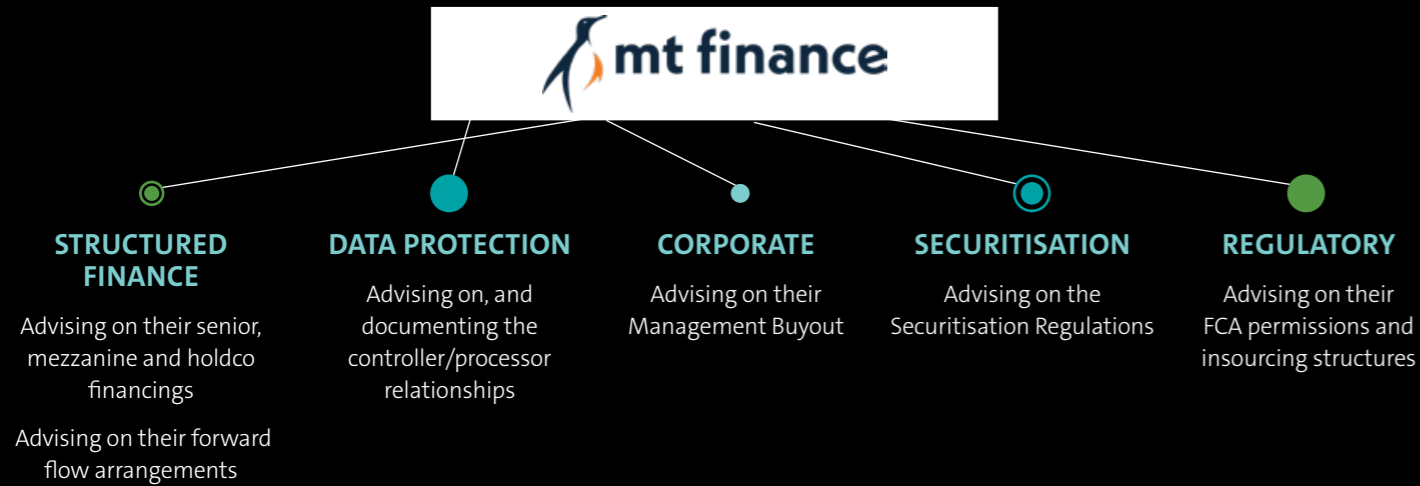 mt finance
STRUCTURED
FINANCE
Advising on their senior,
mezzanine and holdco
financings
Advising on their forward
flow arrangements
DATA PROTECTION
Advising on, and
documenting the
controller/processor
relationships
CORPORATE
Advising on their
Management Buyout
SECURITISATION
Advising on the
Securitisation Regulations
REGULATORY
Advising on their
FCA permissions and
insourcing structures